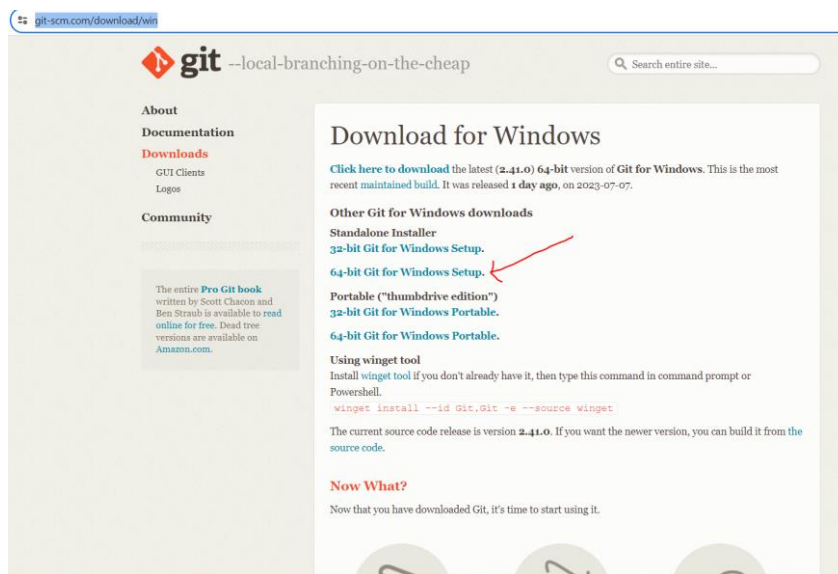 git-scm.com/download/win
git --local-branching-on-the-cheap
Search entire site...
About
Documentation
Downloads
GUI Clients
Logos
Community
The entire Pro Git book
written by Scott Chacon and
Ben Straub is available to read
online for free. Dead tree
versions are available on
Amazon.com.
Download for Windows
Click here to download the latest (2.41.0) 64-bit version of Git for Windows. This is the most
recent maintained build. It was released 1 day ago, on 2023-07-07.
Other Git for Windows downloads
Standalone Installer
32-bit Git for Windows Setup.
64-bit Git for Windows Setup.
Portable ("thumbdrive edition")
32-bit Git for Windows Portable.
64-bit Git for Windows Portable.
Using winget tool
Install winget tool if you don't already have it, then type this command in command prompt or
Powershell.
winget install --id Git.Git -e --source winget
The current source code release is version 2.41.0. If you want the newer version, you can build it from the
source code.
Now What?
Now that you have downloaded Git, it's time to start using it.